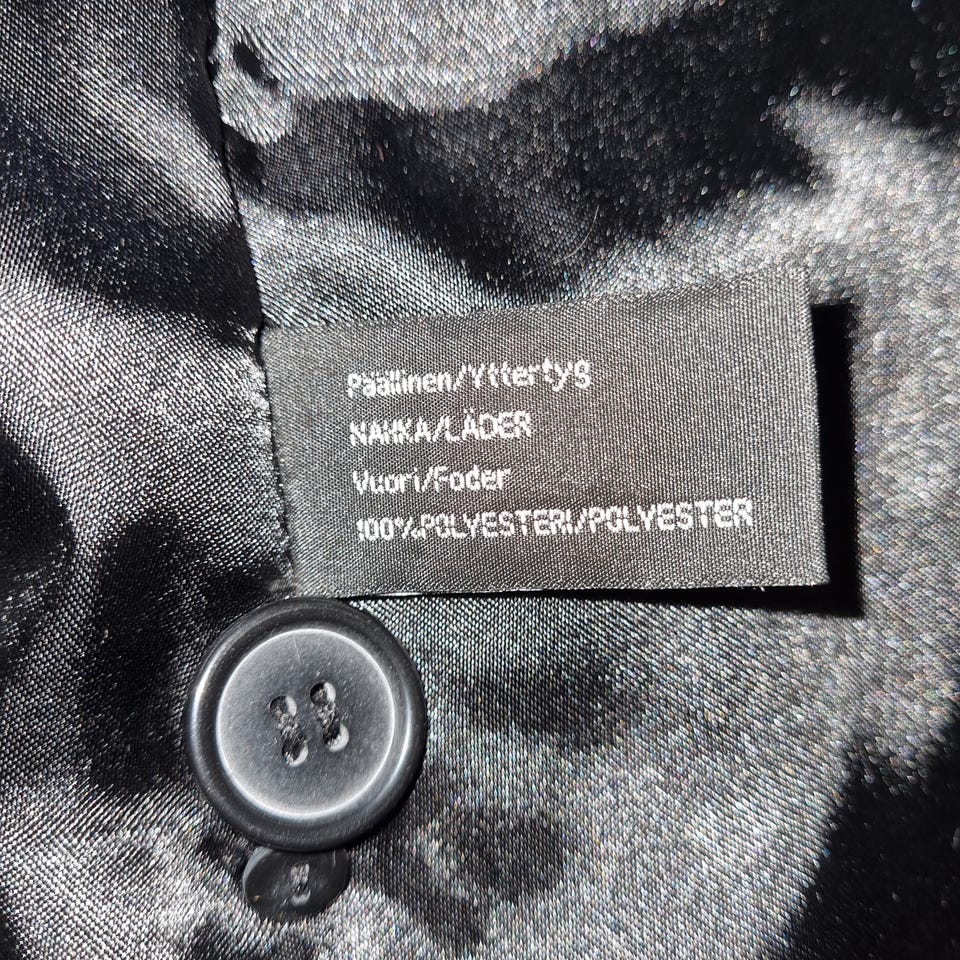 Päällinen/Yttertyg
NAHKA/LÄDER
Vuori/Foder
100%POLYESTERI/POLYESTER